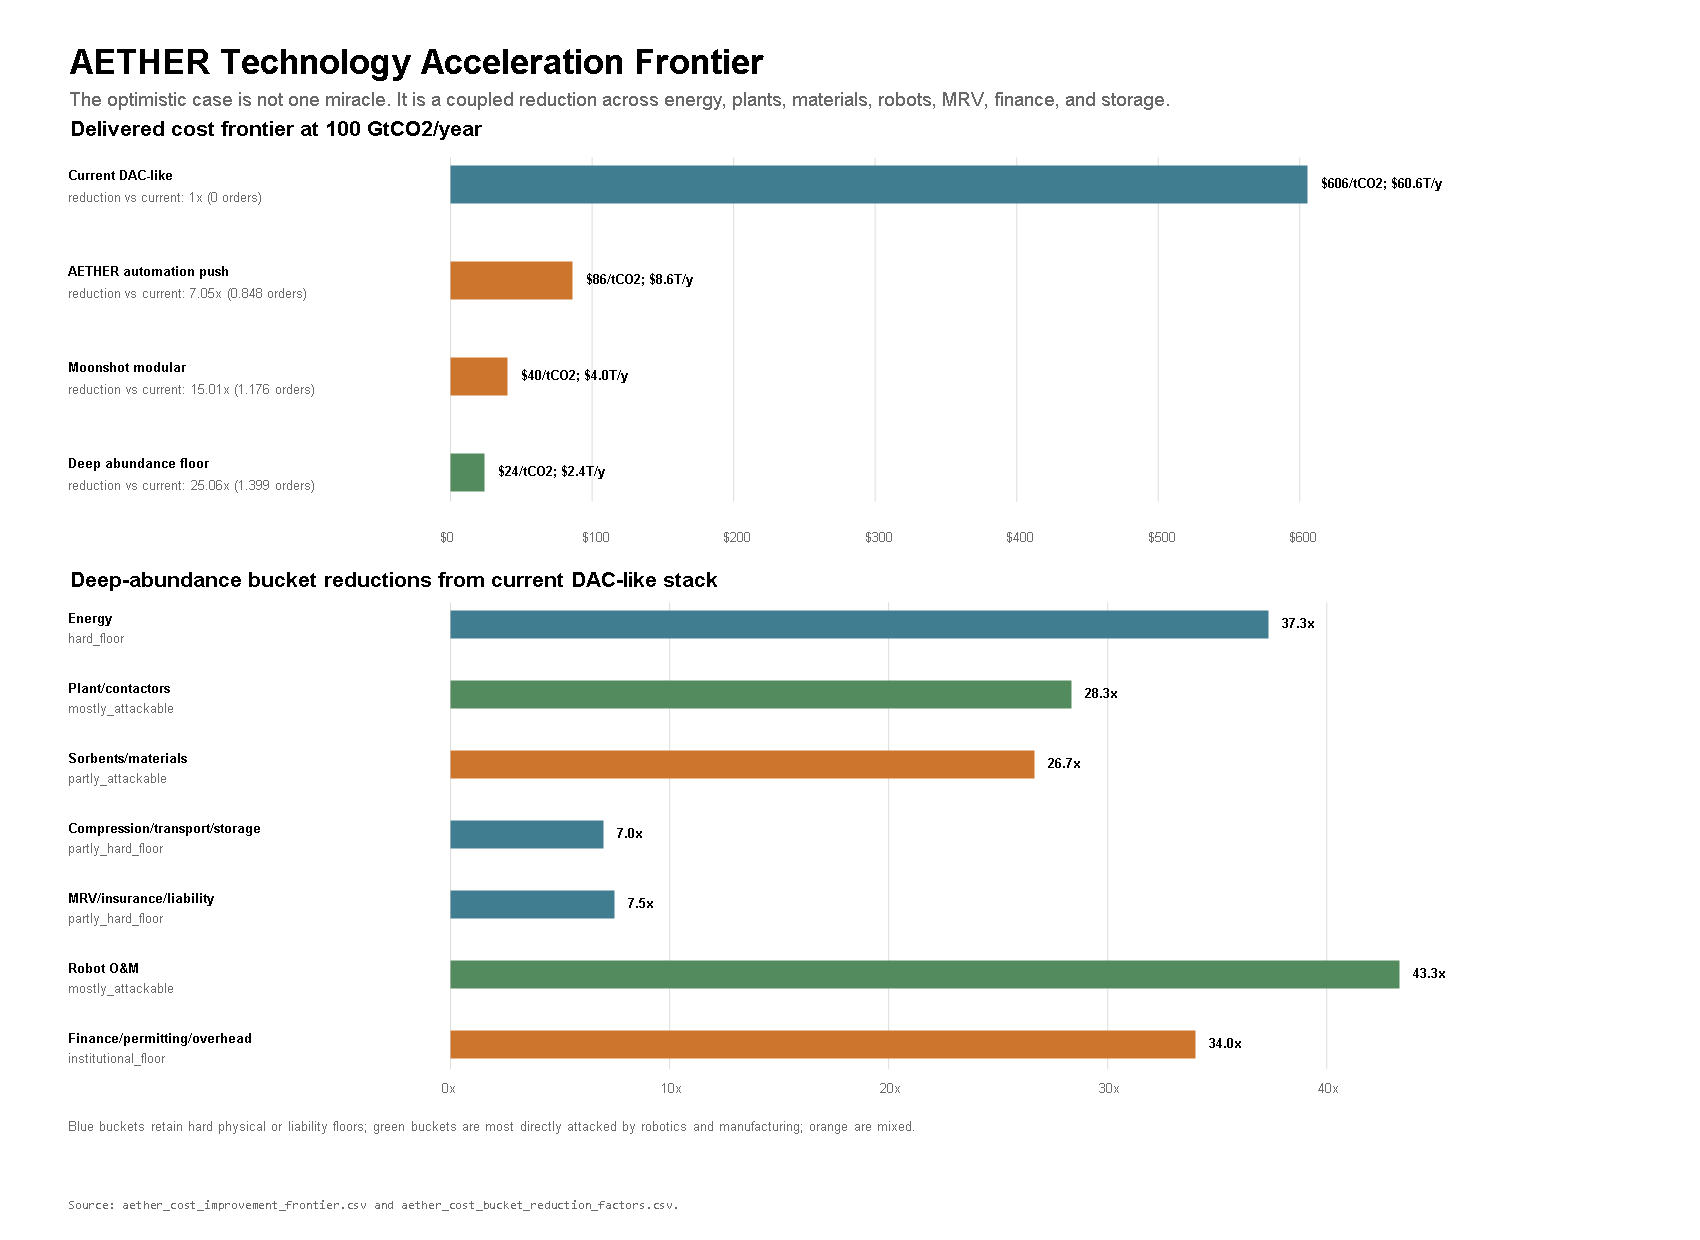 AETHER Technology Acceleration Frontier
The optimistic case is not one miracle. It is a coupled reduction across energy, plants, materials, robots, MRV, finance, and storage.
Delivered cost frontier at 100 GtCO2/year
Current DAC-like
reduction vs current: 1x (0 orders)
$606/tCO2; $60.6T/y
AETHER automation push
reduction vs current: 7.05x (0.848 orders)
$86/tCO2; $8.6T/y
Moonshot modular
reduction vs current: 15.01x (1.176 orders)
$40/tCO2; $4.0T/y
Deep abundance floor
reduction vs current: 25.06x (1.399 orders)
$24/tCO2; $2.4T/y
$0 $100 $200 $300 $400 $500 $600
Deep-abundance bucket reductions from current DAC-like stack
Energy
hard_floor
37.3x
Plant/contactors
mostly_attackable
28.3x
Sorbents/materials
partly_attackable
26.7x
Compression/transport/storage
partly_hard_floor
7.0x
MRV/insurance/liability
partly_hard_floor
7.5x
Robot O&M
mostly_attackable
43.3x
Finance/permitting/overhead
institutional_floor
34.0x
0x 10x 20x 30x 40x
Blue buckets retain hard physical or liability floors; green buckets are most directly attacked by robotics and manufacturing; orange are mixed.
Source: aether_cost_improvement_frontier.csv and aether_cost_bucket_reduction_factors.csv.